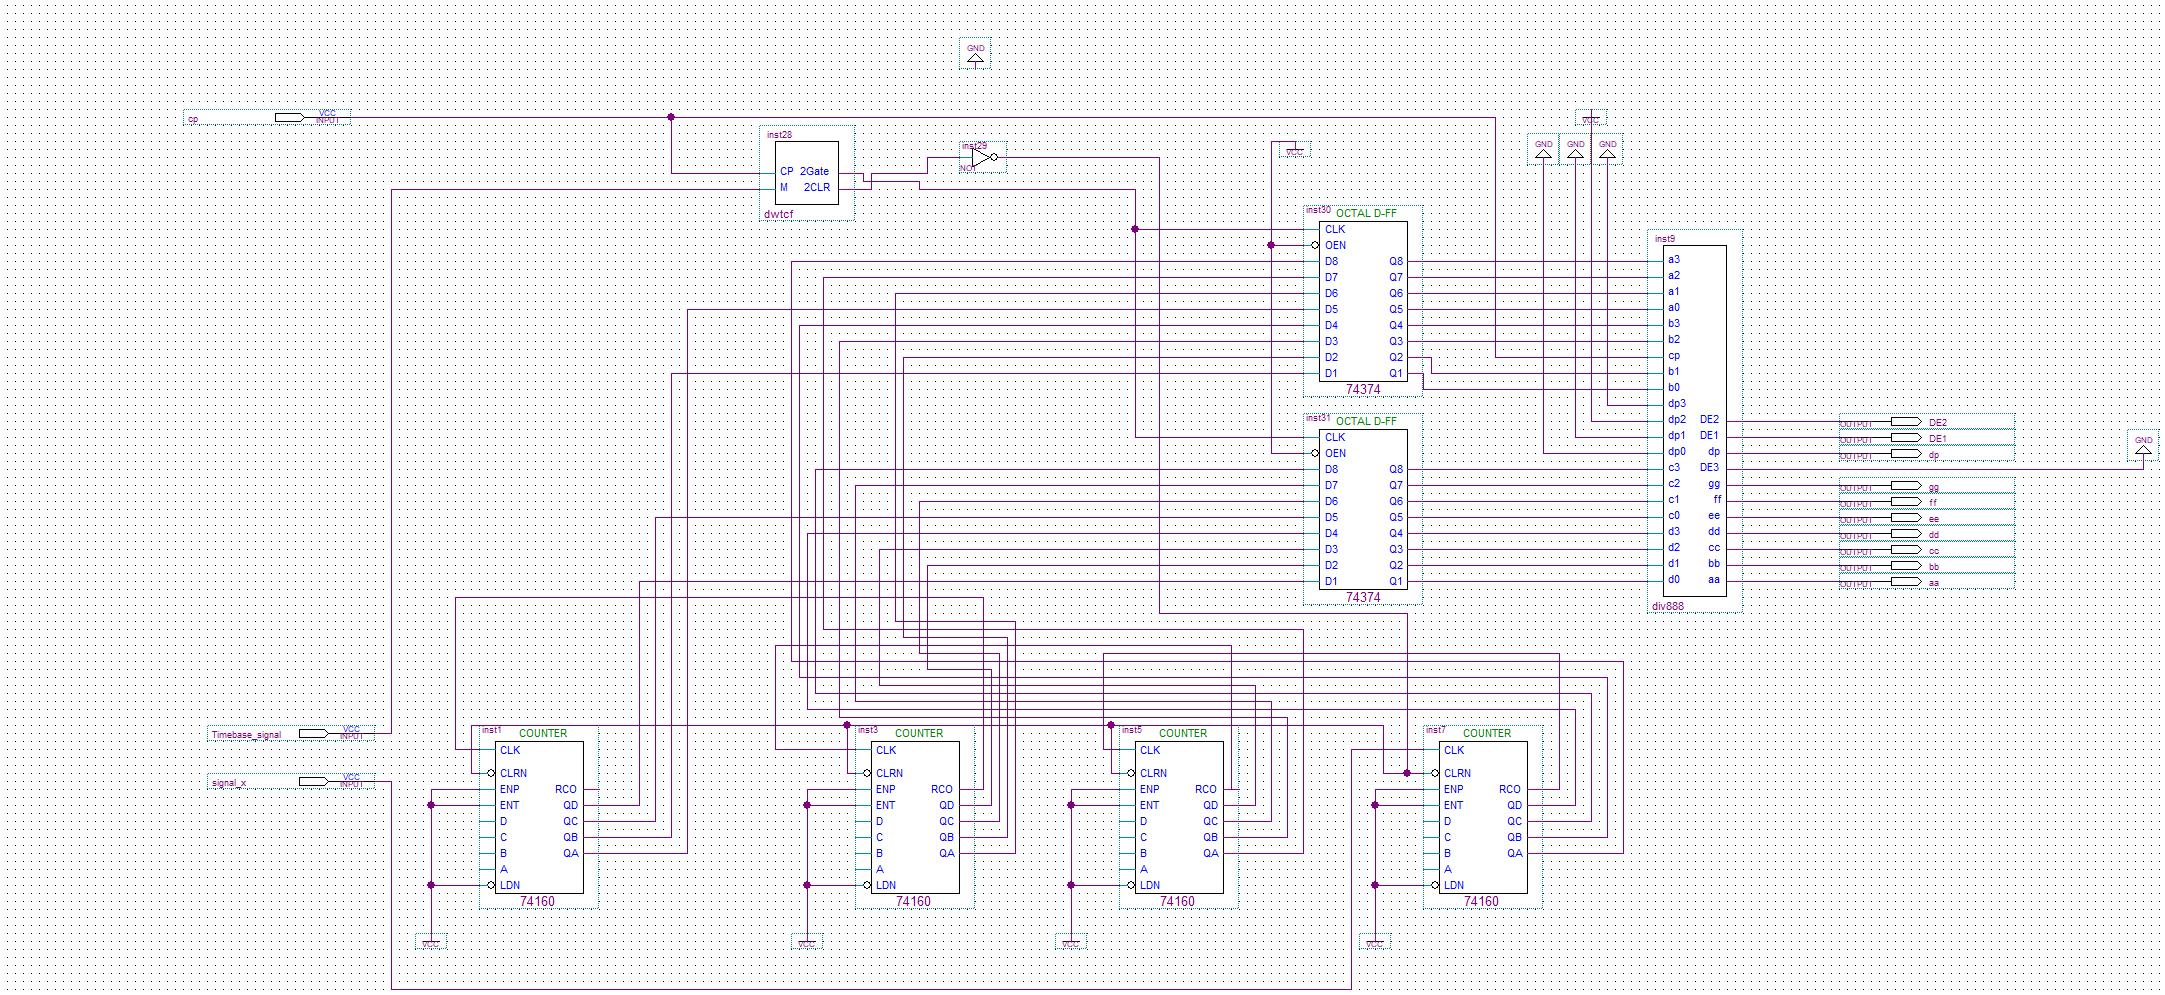 GND
cp
VCC
INPUT
inst28
CP 2Gate
M 2CLR
dwtcf
inst29
NOT
VCC
VCC
GND
GND
GND
inst30 OCTAL D-FF
CLK
OEN
D8 Q8
D7 Q7
D6 Q6
D5 Q5
D4 Q4
D3 Q3
D2 Q2
D1 Q1
74374
inst31 OCTAL D-FF
CLK
OEN
D8 Q8
D7 Q7
D6 Q6
D5 Q5
D4 Q4
D3 Q3
D2 Q2
D1 Q1
74374
inst9
a3
a2
a1
a0
b3
b2
cp
b1
b0
dp3
dp2 DE2
dp1 DE1
dp0 dp
c3 DE3
c2 gg
c1 ff
c0 ee
d3 dd
d2 cc
d1 bb
d0 aa
div888
OUTPUT DE2
OUTPUT DE1
OUTPUT dp
GND
OUTPUT gg
OUTPUT ff
OUTPUT ee
OUTPUT dd
OUTPUT cc
OUTPUT bb
OUTPUT aa
Timebase_signal
VCC
INPUT
signal_x
VCC
INPUT
inst1 COUNTER
CLK
CLRN
ENP RCO
ENT QD
D QC
C QB
B QA
A
LDN
74160
VCC
inst3 COUNTER
CLK
CLRN
ENP RCO
ENT QD
D QC
C QB
B QA
A
LDN
74160
VCC
inst5 COUNTER
CLK
CLRN
ENP RCO
ENT QD
D QC
C QB
B QA
A
LDN
74160
VCC
inst7 COUNTER
CLK
CLRN
ENP RCO
ENT QD
D QC
C QB
B QA
A
LDN
74160
VCC